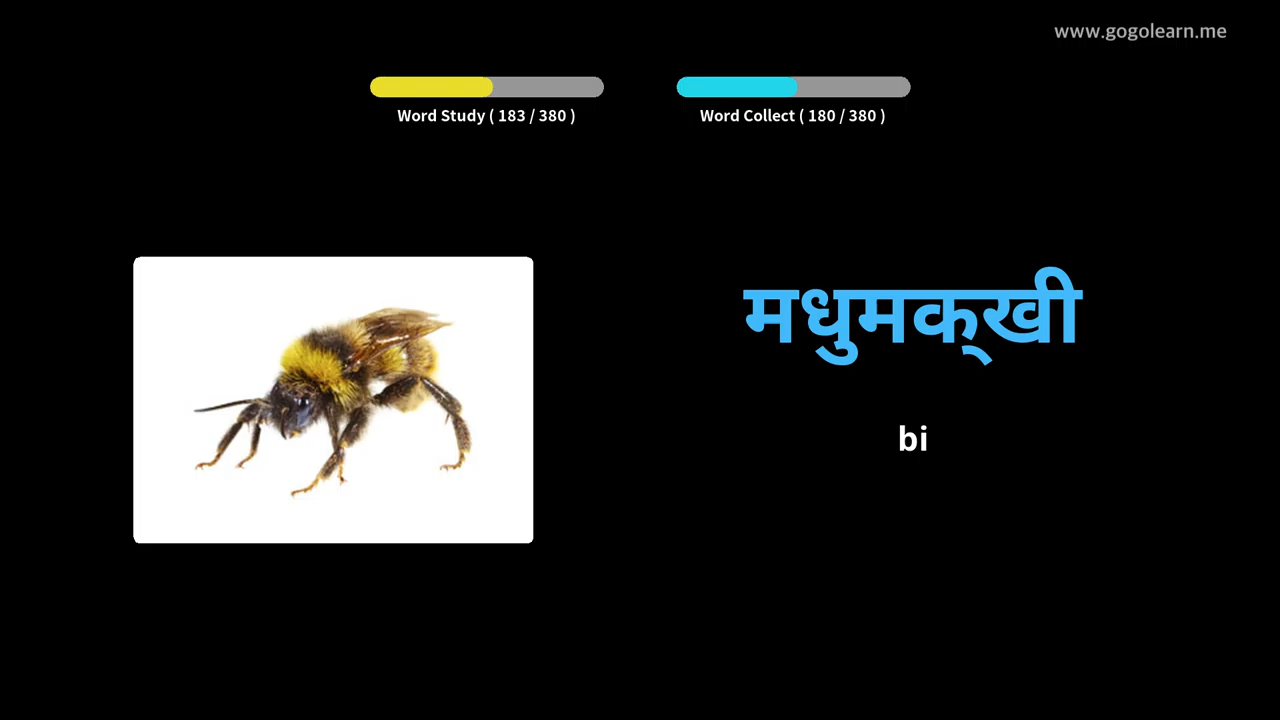 www.gogolearn.me
Word Study ( 183 / 380 )
Word Collect ( 180 / 380 )
मधुमक्‍खी
bi